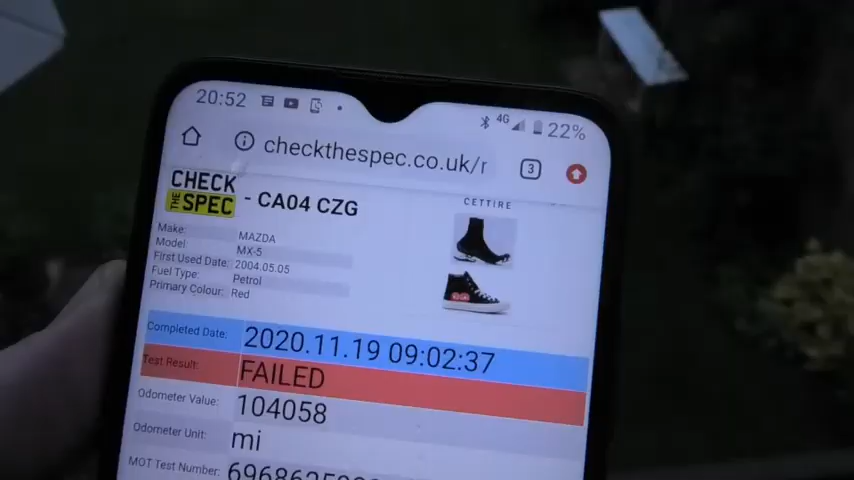 20:52 4G 22%
checkthespec.co.uk/r 3
CHECK THE SPEC - CA04 CZG
CETTIRE
Make: MAZDA
Model: MX-5
First Used Date: 2004.05.05
Fuel Type: Petrol
Primary Colour: Red
Completed Date: 2020.11.19 09:02:37
Test Result: FAILED
Odometer Value: 104058
Odometer Unit: mi
MOT Test Number: